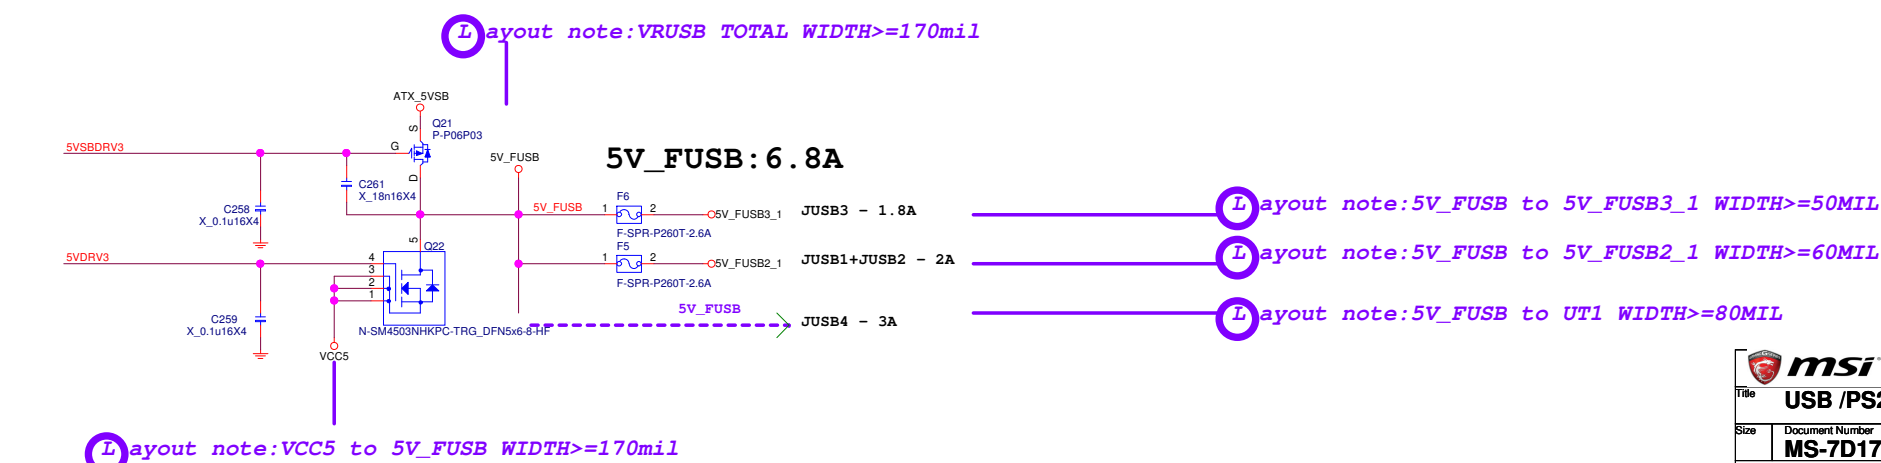 Layout note:VRUSB TOTAL WIDTH>=170mil
ATX_5VSB
S
Q21
P-P06P03
5VSBDRV3
G
5V_FUSB
5V_FUSB:6.8A
D
C261
X_18n16X4
F6
C258
X_0.1u16X4
5V_FUSB
1
2
5V_FUSB3_1
JUSB3 - 1.8A
Layout note:5V_FUSB to 5V_FUSB3_1 WIDTH>=50MIL
F-SPR-P260T-2.6A
5
Q22
F5
5VDRV3
4
3
2
1
1
2
5V_FUSB2_1
JUSB1+JUSB2 - 2A
Layout note:5V_FUSB to 5V_FUSB2_1 WIDTH>=60MIL
F-SPR-P260T-2.6A
5V_FUSB
JUSB4 - 3A
Layout note:5V_FUSB to UT1 WIDTH>=80MIL
C259
X_0.1u16X4
N-SM4503NHKPC-TRG_DFN5x6-8-HF
VCC5
msi
Title
USB /PS2
Size
Document Number
MS-7D17
Layout note:VCC5 to 5V_FUSB WIDTH>=170mil